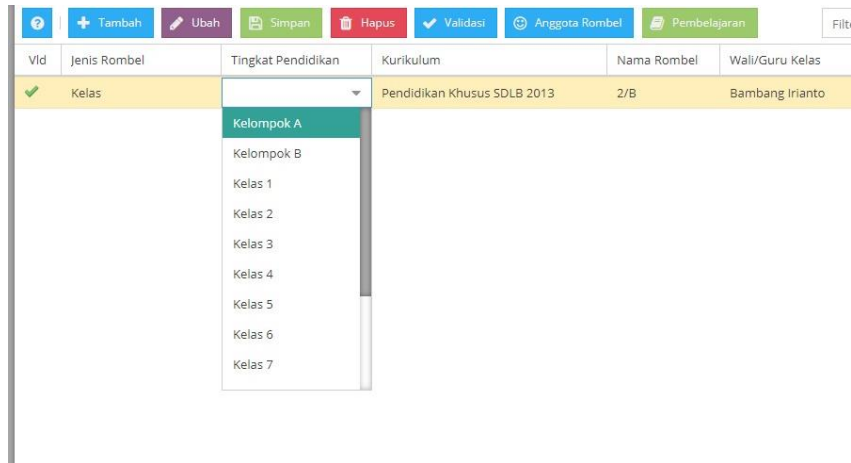 Tambah Ubah Simpan Hapus Validasi Anggota Rombel Pembelajaran
Vld Jenis Rombel Tingkat Pendidikan Kurikulum Nama Rombel Wali/Guru Kelas
Kelas Pendidikan Khusus SDLB 2013 2/B Bambang Irianto
Kelompok A
Kelompok B
Kelas 1
Kelas 2
Kelas 3
Kelas 4
Kelas 5
Kelas 6
Kelas 7